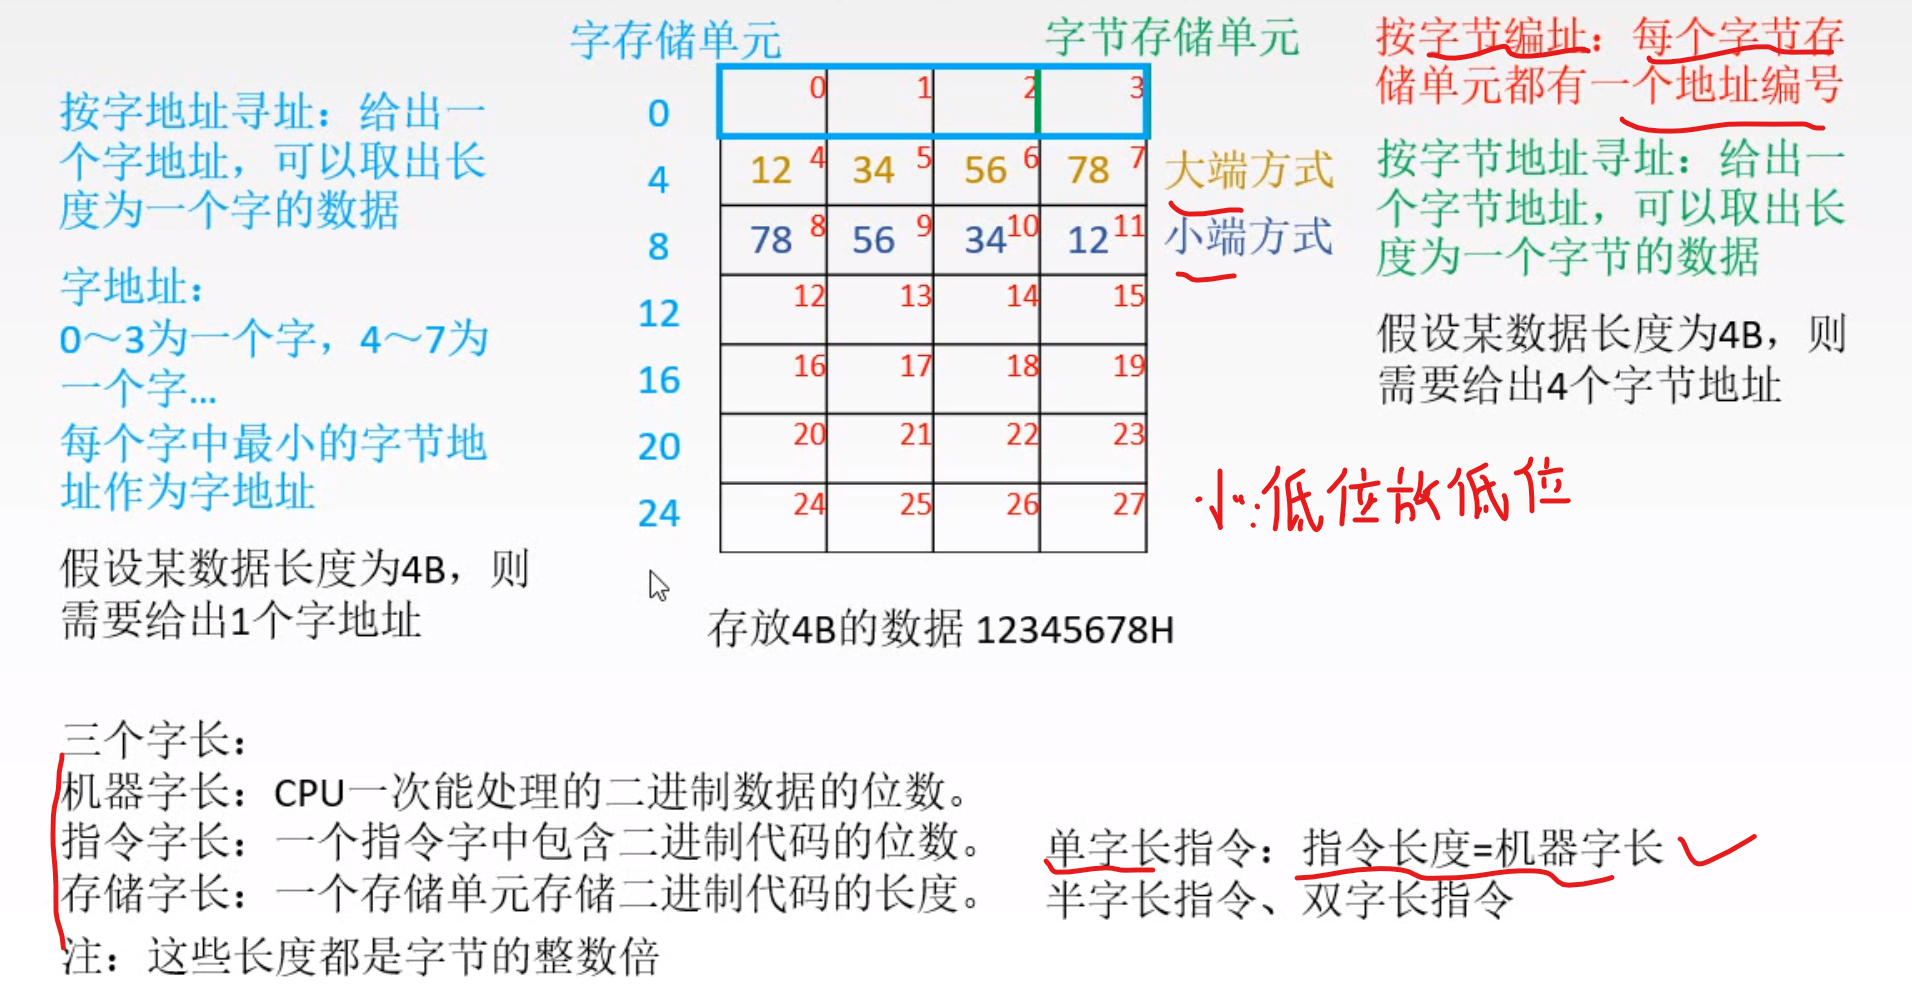 字存储单元
字节存储单元
按字地址寻址：给出一
个字地址，可以取出长
度为一个字的数据
字地址：
0～3为一个字，4～7为
一个字...
每个字中最小的字节地
址作为字地址
假设某数据长度为4B，则
需要给出1个字地址
0 0 1 2 3
4 12 4 34 5 56 6 78 7 大端方式
8 78 8 56 9 34 10 12 11 小端方式
12 12 13 14 15
16 16 17 18 19
20 20 21 22 23
24 24 25 26 27
存放4B的数据 12345678H
按字节编址：每个字节存
储单元都有一个地址编号
按字节地址寻址：给出一
个字节地址，可以取出长
度为一个字节的数据
假设某数据长度为4B，则
需要给出4个字节地址
小：低位放低位
三个字长：
机器字长：CPU一次能处理的二进制数据的位数。
指令字长：一个指令字中包含二进制代码的位数。
存储字长：一个存储单元存储二进制代码的长度。
注：这些长度都是字节的整数倍
单字长指令：指令长度=机器字长
半字长指令、双字长指令